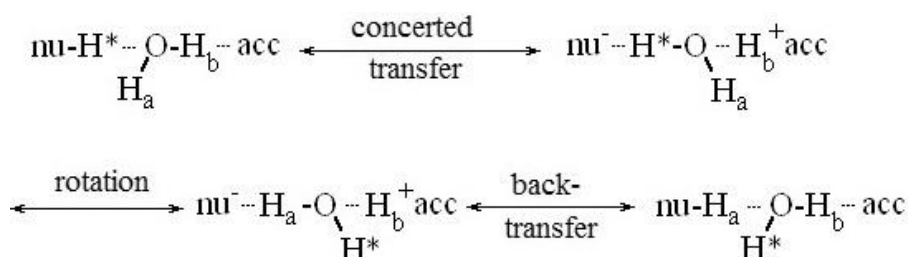 nu-H*···O-H_b···acc concerted transfer nu⁻···H*-O···H_b⁺acc
H_a H_a
rotation nu⁻···H_a-O···H_b⁺acc back-transfer nu-H_a···O-H_b···acc
H* H*